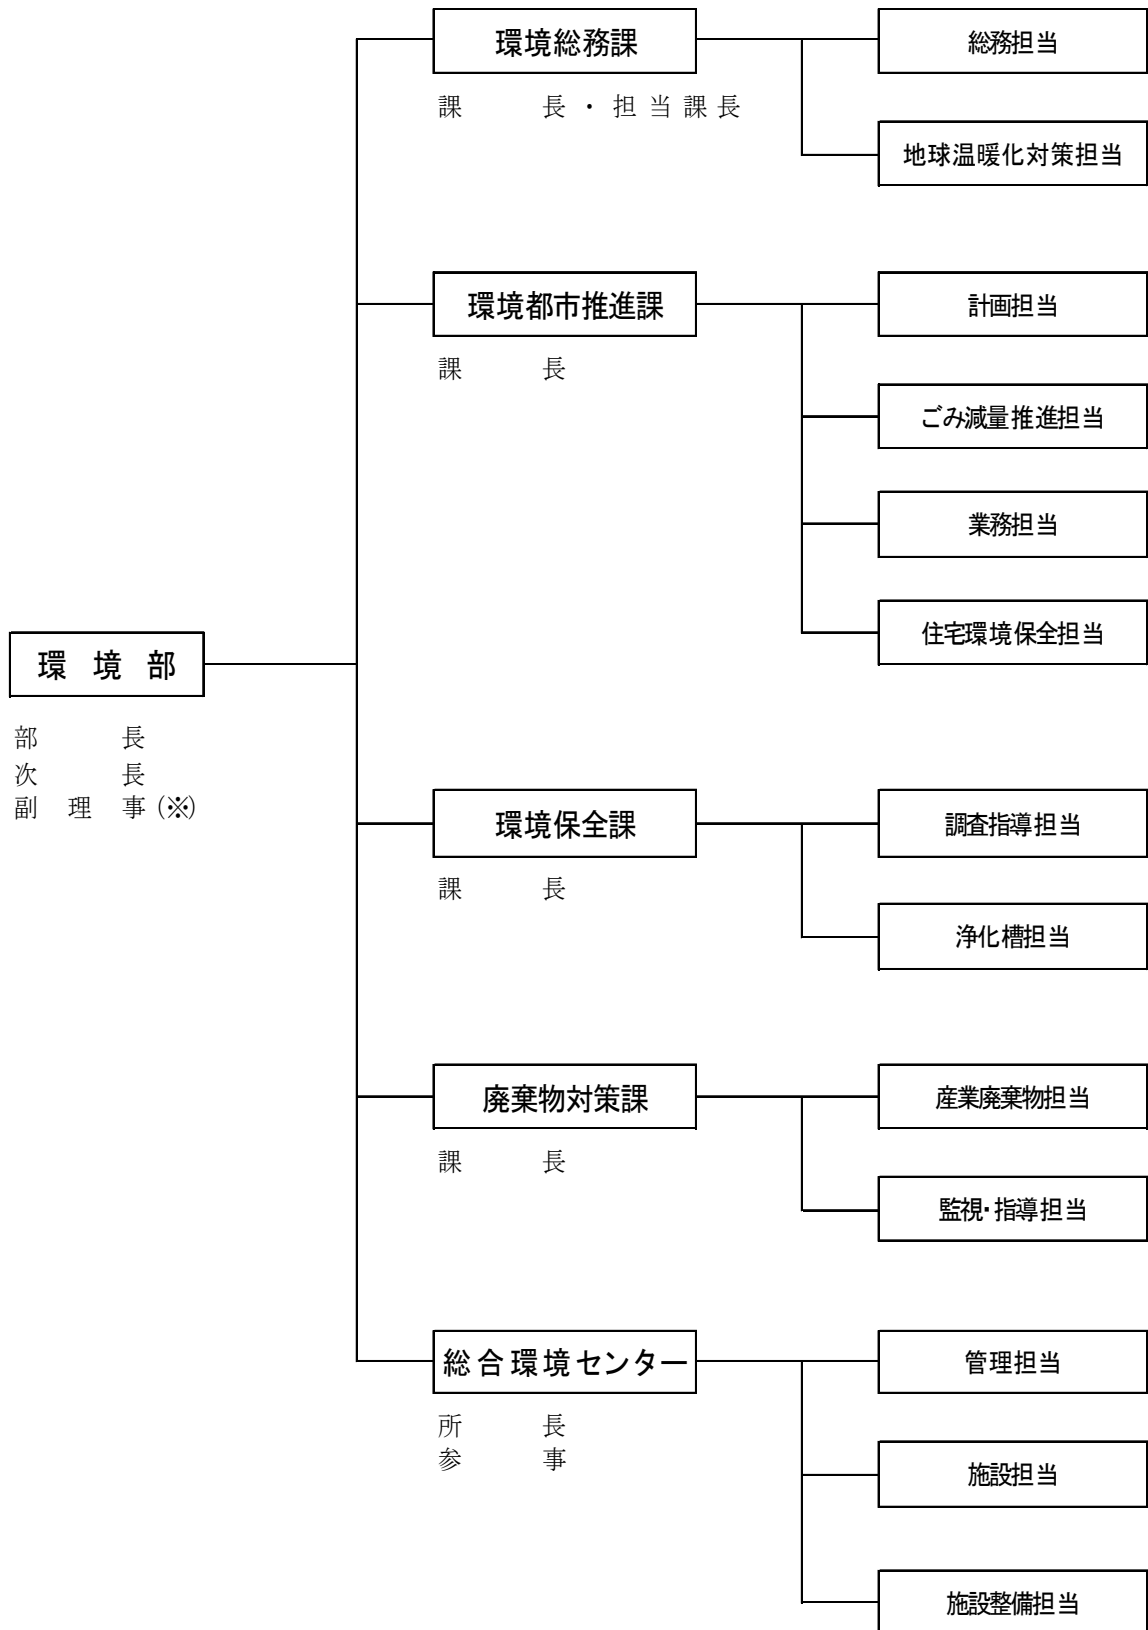 環境総務課
課長・担当課長
総務担当
地球温暖化対策担当
環境都市推進課
課長
計画担当
ごみ減量推進担当
業務担当
住宅環境保全担当
環境部
部長
次長
副理事(※)
環境保全課
課長
調査指導担当
浄化槽担当
廃棄物対策課
課長
産業廃棄物担当
監視・指導担当
総合環境センター
所長
参事
管理担当
施設担当
施設整備担当